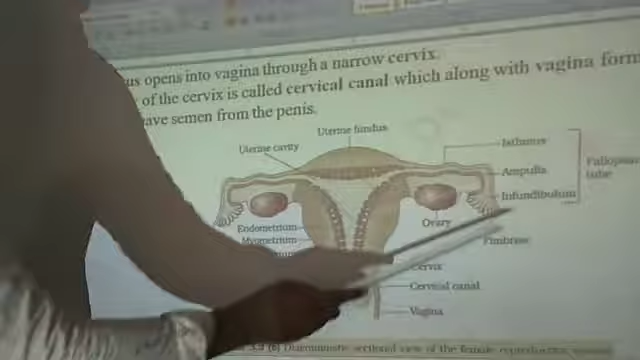 us opens into vagina through a narrow cervix.
of the cervix is called cervical canal which along with vagina form
ave semen from the penis.
Uterine fundus
Uterine cavity
Isthmus
Ampulla
Fallopian
tube
Infundibulum
Ovary
Endometrium
Myometrium
Fimbriae
Cervix
Cervical canal
Vagina
(b) Diagrammatic sectional view of the female reproductive